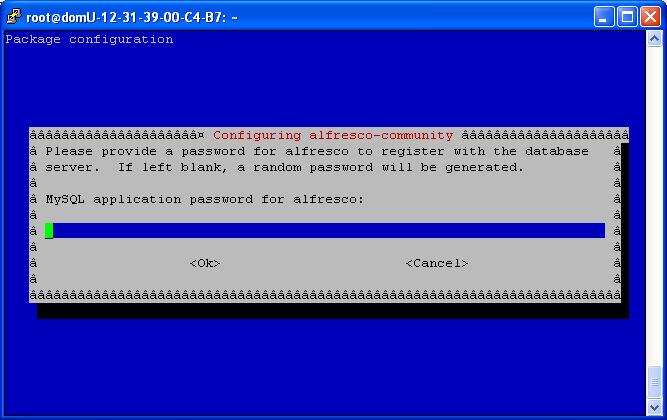 root@domU-12-31-39-00-C4-B7: ~
Package configuration
âââââââââââââââââââââ¤ Configuring alfresco-community âââââââââââââââââââââ
â Please provide a password for alfresco to register with the database â
â server.  If left blank, a random password will be generated. â
â â
â MySQL application password for alfresco: â
â â
â â
â â
â <Ok> <Cancel> â
â â
ââââââââââââââââââââââââââââââââââââââââââââââââââââââââââââââââââââââââââ